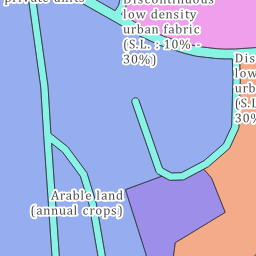 private units
Discontinuous
low density
urban fabric
(S.L. : 10% -
30%)
Dis
low
urb
(S.L
30%
Arable land
(annual crops)